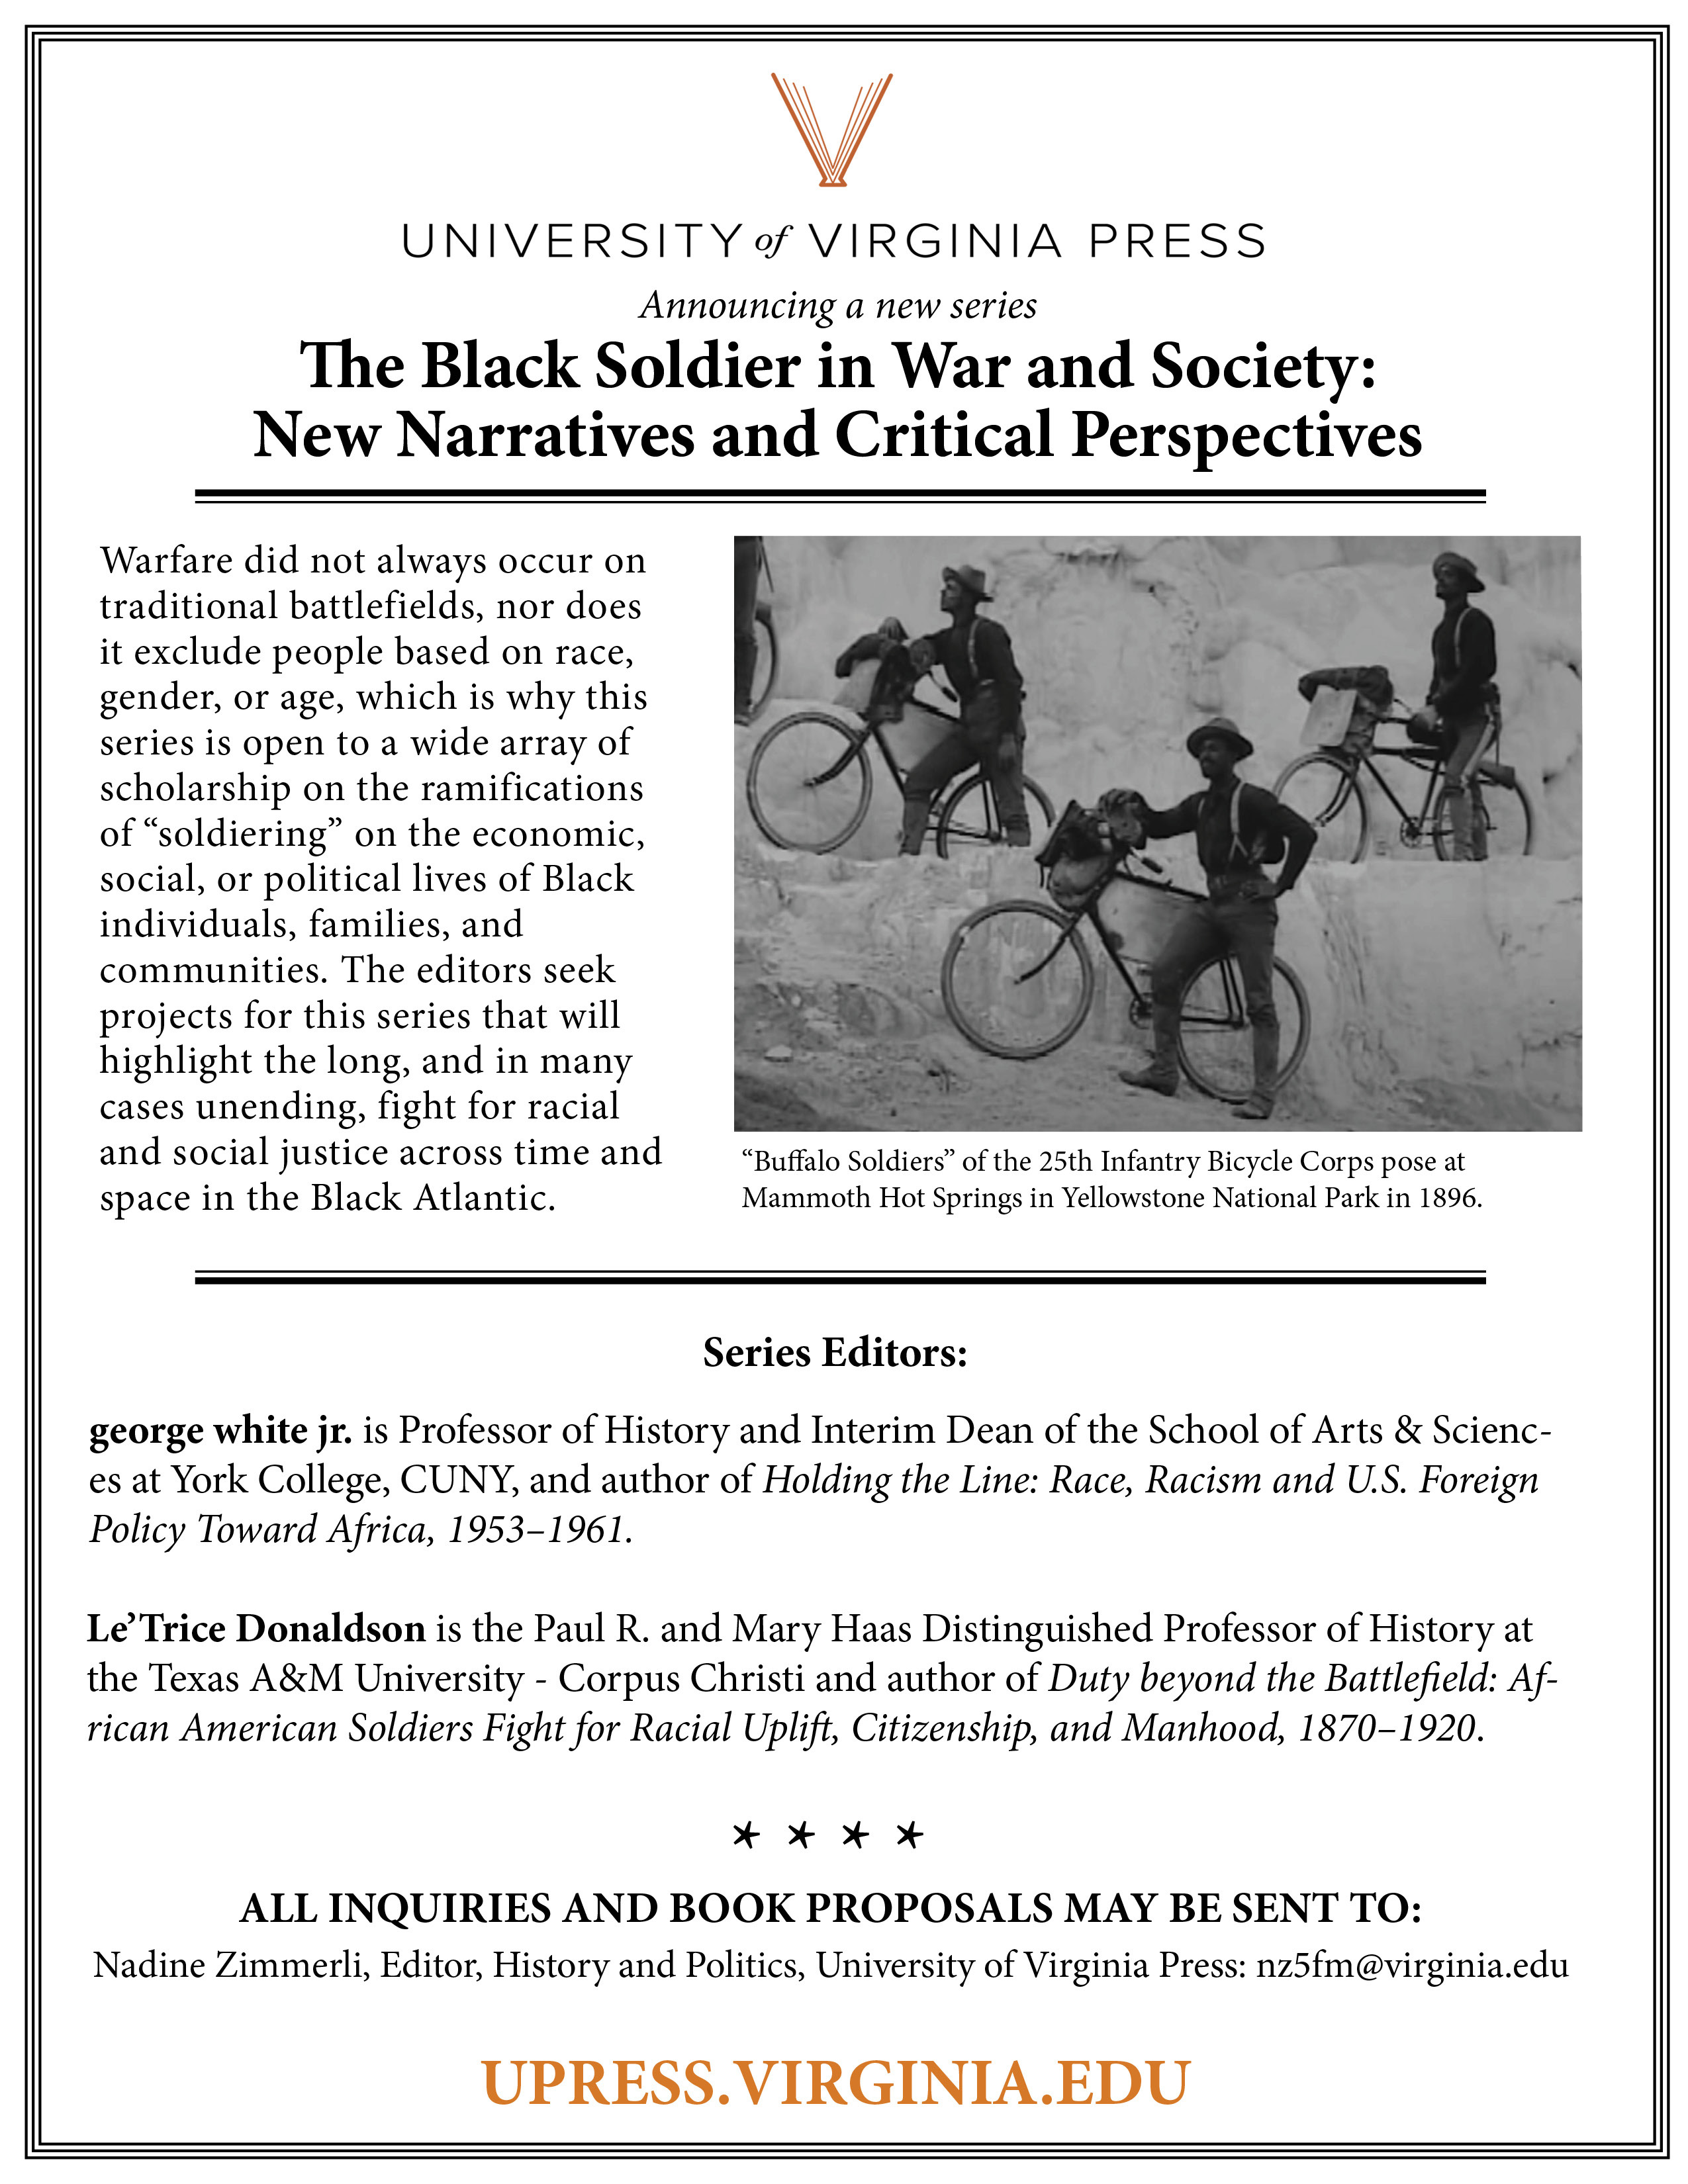 UNIVERSITY of VIRGINIA PRESS
Announcing a new series
The Black Soldier in War and Society:
New Narratives and Critical Perspectives
Warfare did not always occur on
traditional battlefields, nor does
it exclude people based on race,
gender, or age, which is why this
series is open to a wide array of
scholarship on the ramifications
of “soldiering” on the economic,
social, or political lives of Black
individuals, families, and
communities. The editors seek
projects for this series that will
highlight the long, and in many
cases unending, fight for racial
and social justice across time and
space in the Black Atlantic.
“Buffalo Soldiers” of the 25th Infantry Bicycle Corps pose at
Mammoth Hot Springs in Yellowstone National Park in 1896.
Series Editors:
george white jr. is Professor of History and Interim Dean of the School of Arts & Scienc-
es at York College, CUNY, and author of Holding the Line: Race, Racism and U.S. Foreign
Policy Toward Africa, 1953–1961.
Le’Trice Donaldson is the Paul R. and Mary Haas Distinguished Professor of History at
the Texas A&M University - Corpus Christi and author of Duty beyond the Battlefield: Af-
rican American Soldiers Fight for Racial Uplift, Citizenship, and Manhood, 1870–1920.
* * * *
ALL INQUIRIES AND BOOK PROPOSALS MAY BE SENT TO:
Nadine Zimmerli, Editor, History and Politics, University of Virginia Press: nz5fm@virginia.edu
UPRESS.VIRGINIA.EDU